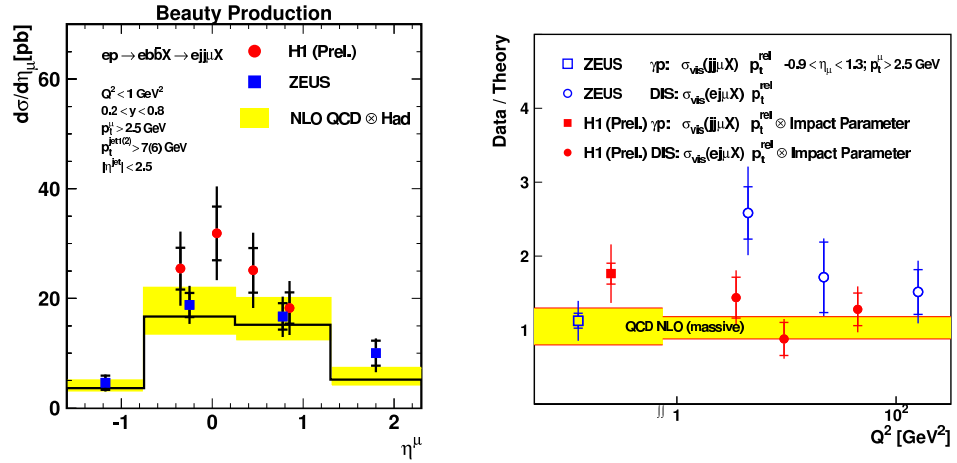 Beauty Production
dσ/dη_μ[pb]
60
40
20
0
-1
0
1
2
η^μ
ep → ebb̄X → ejjμX
Q² < 1 GeV²
0.2 < y < 0.8
p_t^μ > 2.5 GeV
p_t^jet1(2) > 7(6) GeV
|η^jet| < 2.5
H1 (Prel.)
ZEUS
NLO QCD ⊗ Had
Data / Theory
4
3
2
1
ZEUS γp: σ_vis(jjμX) p_t^rel -0.9 < η_μ < 1.3; p_t^μ > 2.5 GeV
ZEUS DIS: σ_vis(ejμX) p_t^rel
H1 (Prel.) γp: σ_vis(jjμX) p_t^rel ⊗ Impact Parameter
H1 (Prel.) DIS: σ_vis(ejμX) p_t^rel ⊗ Impact Parameter
QCD NLO (massive)
∫∫ 1
10²
Q² [GeV²]